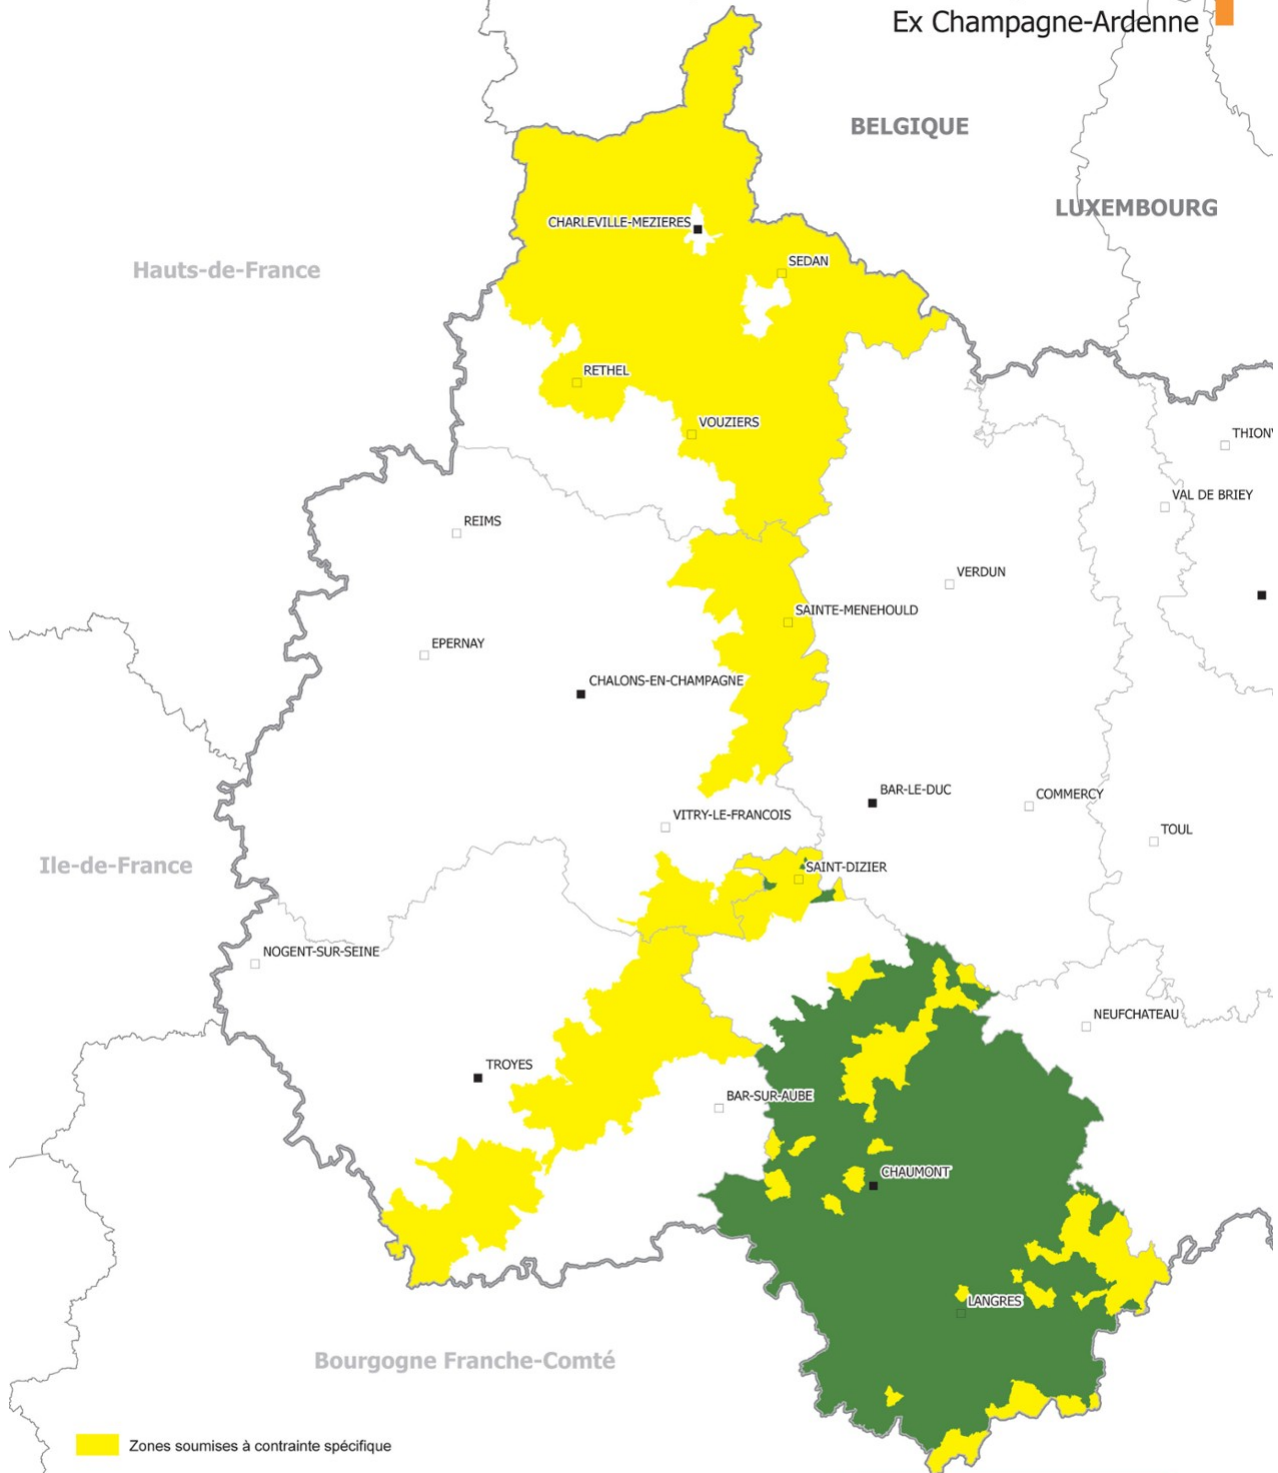 Ex Champagne-Ardenne
BELGIQUE
LUXEMBOURG
CHARLEVILLE-MEZIERES
SEDAN
Hauts-de-France
RETHEL
VOUZIERS
VAL DE BRIEY
REIMS
VERDUN
SAINTE-MENEHOULD
EPERNAY
CHALONS-EN-CHAMPAGNE
BAR-LE-DUC
COMMERCY
VITRY-LE-FRANCOIS
TOUL
Ile-de-France
SAINT-DIZIER
NOGENT-SUR-SEINE
NEUFCHATEAU
TROYES
BAR-SUR-AUBE
CHAUMONT
LANGRES
Bourgogne Franche-Comté
Zones soumises à contrainte spécifique